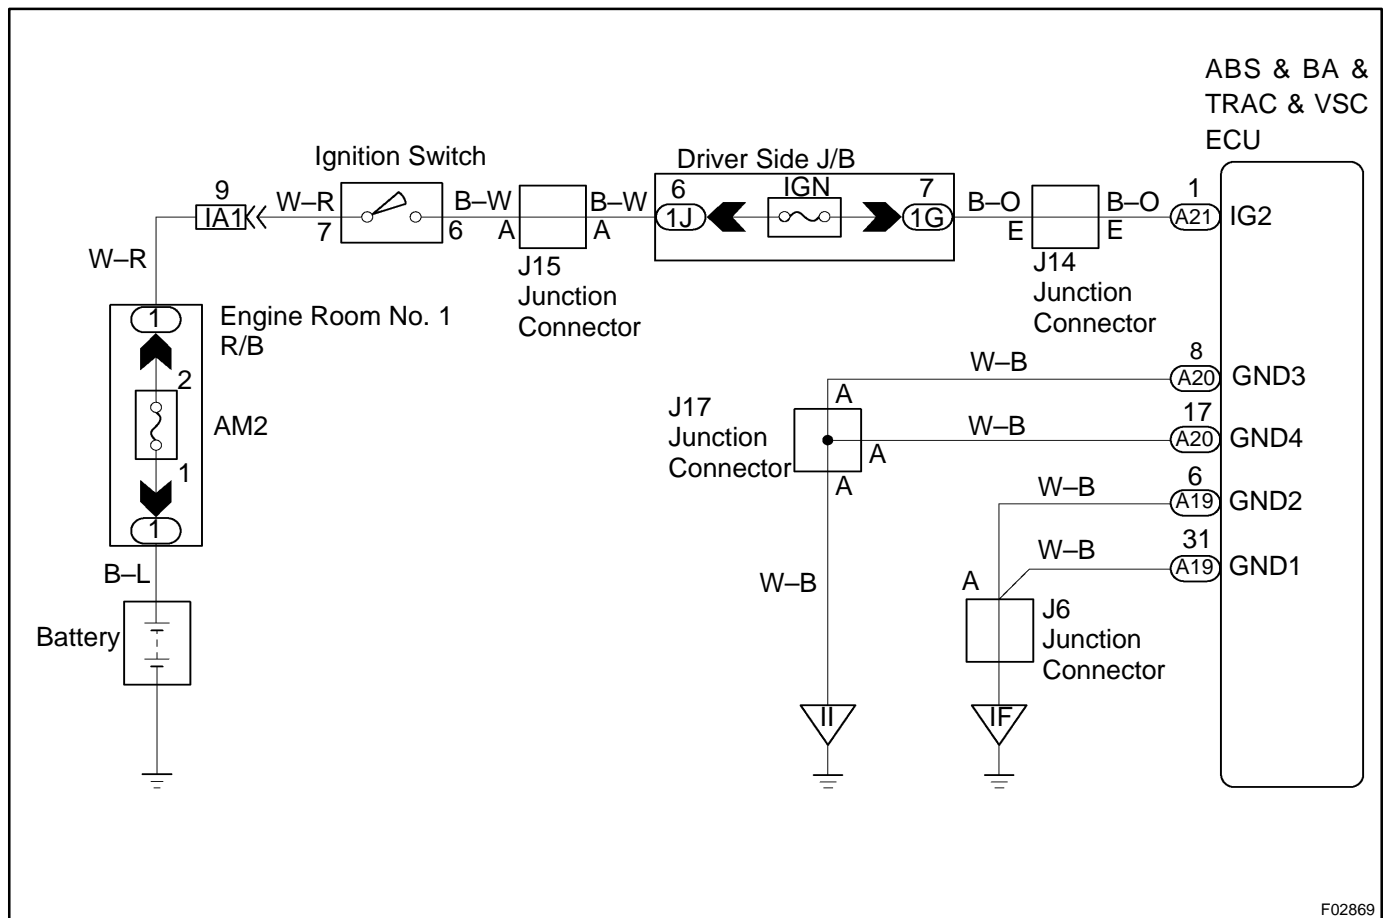 ABS & BA &
TRAC & VSC
ECU
Ignition Switch
Driver Side J/B
9
IA1
W–R
7
6
B–W
A
B–W
A
J15
Junction
Connector
6
1J
IGN
7
1G
B–O
E
B–O
E
J14
Junction
Connector
1
A21
IG2
W–R
1
Engine Room No. 1
R/B
2
AM2
1
1
B–L
Battery
W–B
8
A20
GND3
J17
Junction
Connector
A
A
A
W–B
17
A20
GND4
W–B
6
A19
GND2
W–B
31
A19
GND1
W–B
A
J6
Junction
Connector
II
IF
F02869